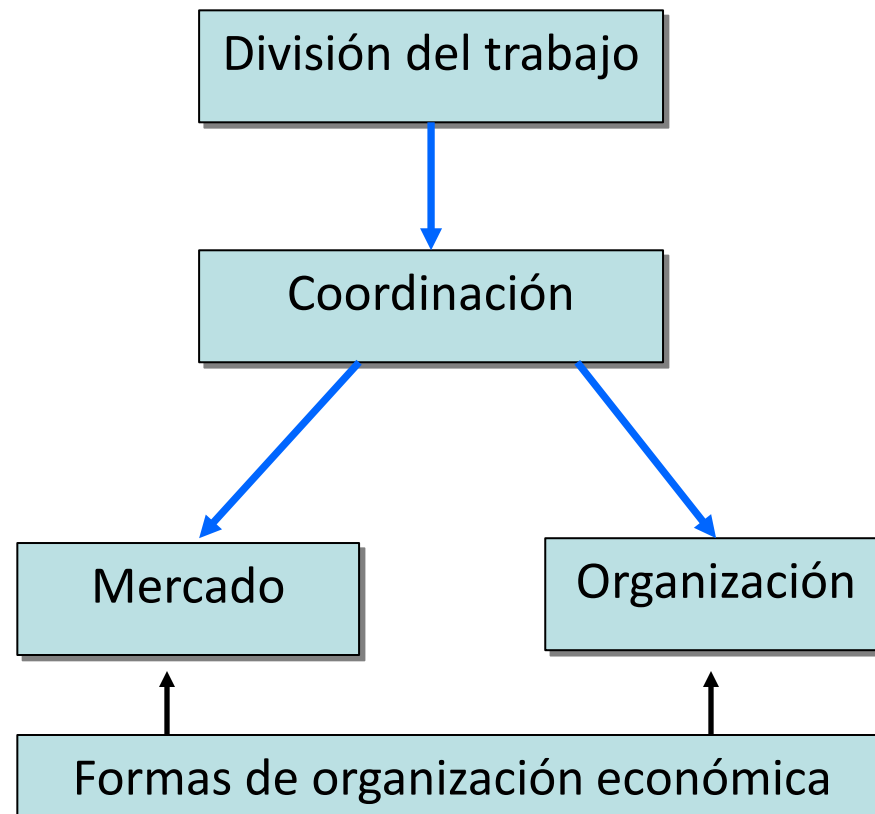 División del trabajo
Coordinación
Mercado
Organización
Formas de organización económica